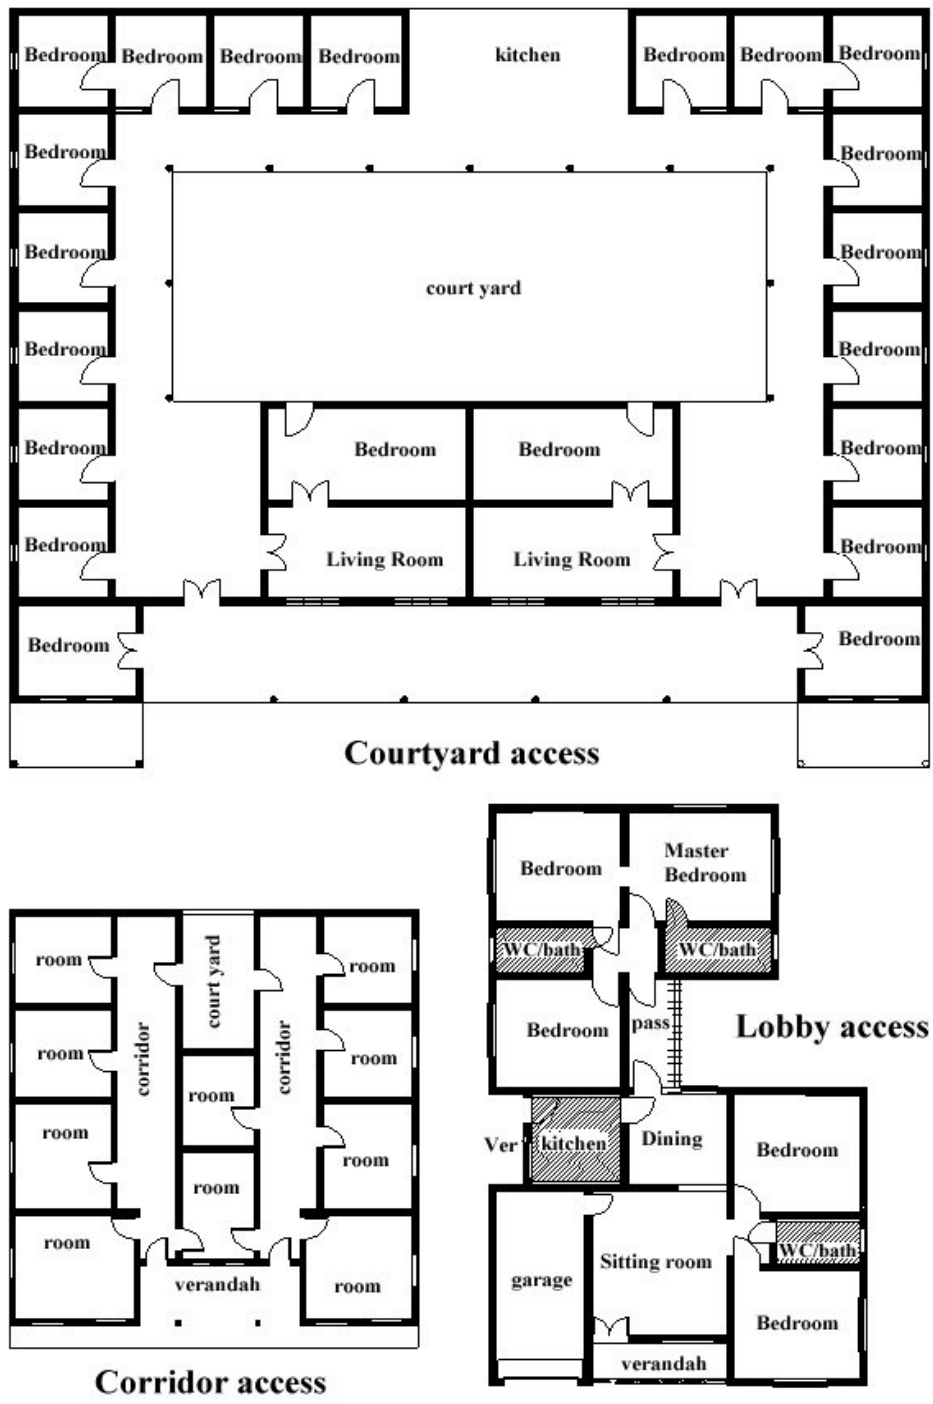 Bedroom Bedroom Bedroom Bedroom kitchen Bedroom Bedroom Bedroom
Bedroom Bedroom
Bedroom Bedroom
court yard
Bedroom Bedroom
Bedroom Bedroom Bedroom Bedroom
Bedroom Living Room Living Room Bedroom
Bedroom Bedroom
Courtyard access
room
corridor
court yard
corridor
room
room
room
room
room
room
room
room
room
verandah
room
Corridor access
Bedroom
Master
Bedroom
WC/bath
WC/bath
Bedroom
pass
Lobby access
Ver
kitchen
Dining
Bedroom
garage
Sitting room
WC/bath
Bedroom
verandah